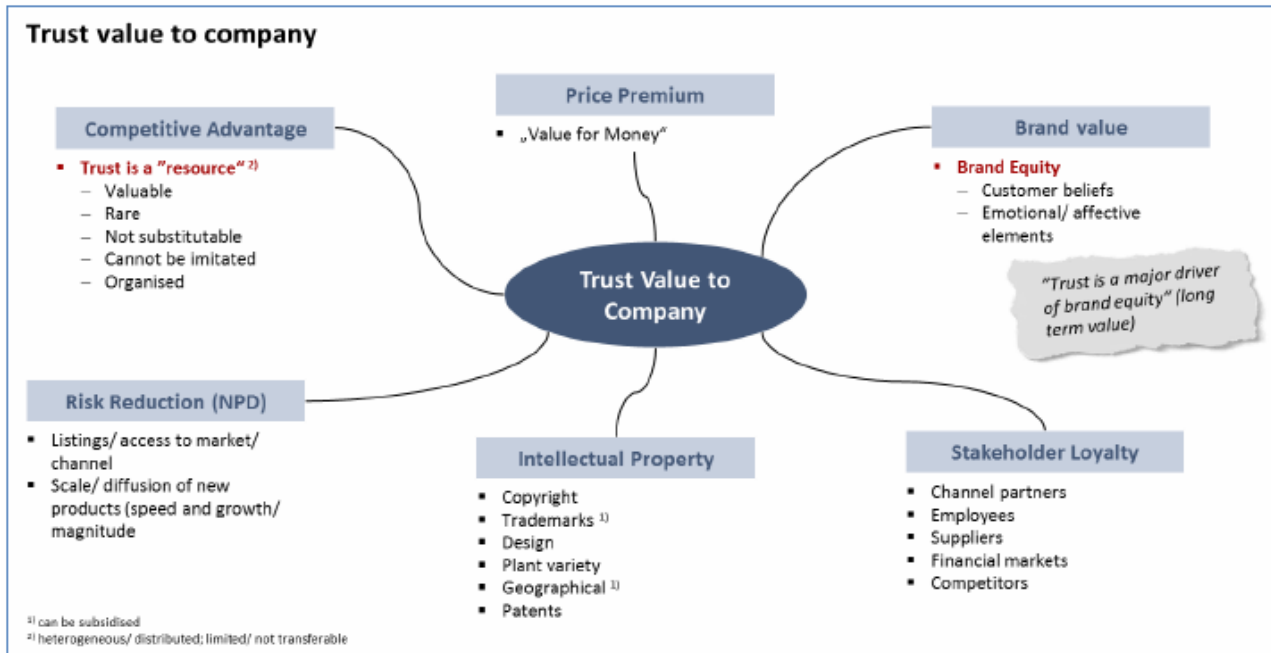 Trust value to company
Competitive Advantage
▪ Trust is a ”resource“ ²⁾
– Valuable
– Rare
– Not substitutable
– Cannot be imitated
– Organised
Price Premium
▪ „Value for Money“
Brand value
▪ Brand Equity
– Customer beliefs
– Emotional/ affective
elements
”Trust is a major driver
of brand equity“ (long
term value)
Trust Value to
Company
Risk Reduction (NPD)
▪ Listings/ access to market/
channel
▪ Scale/ diffusion of new
products (speed and growth/
magnitude
Intellectual Property
▪ Copyright
▪ Trademarks ¹⁾
▪ Design
▪ Plant variety
▪ Geographical ¹⁾
▪ Patents
Stakeholder Loyalty
▪ Channel partners
▪ Employees
▪ Suppliers
▪ Financial markets
▪ Competitors
¹⁾ can be subsidised
²⁾ heterogeneous/ distributed; limited/ not transferable